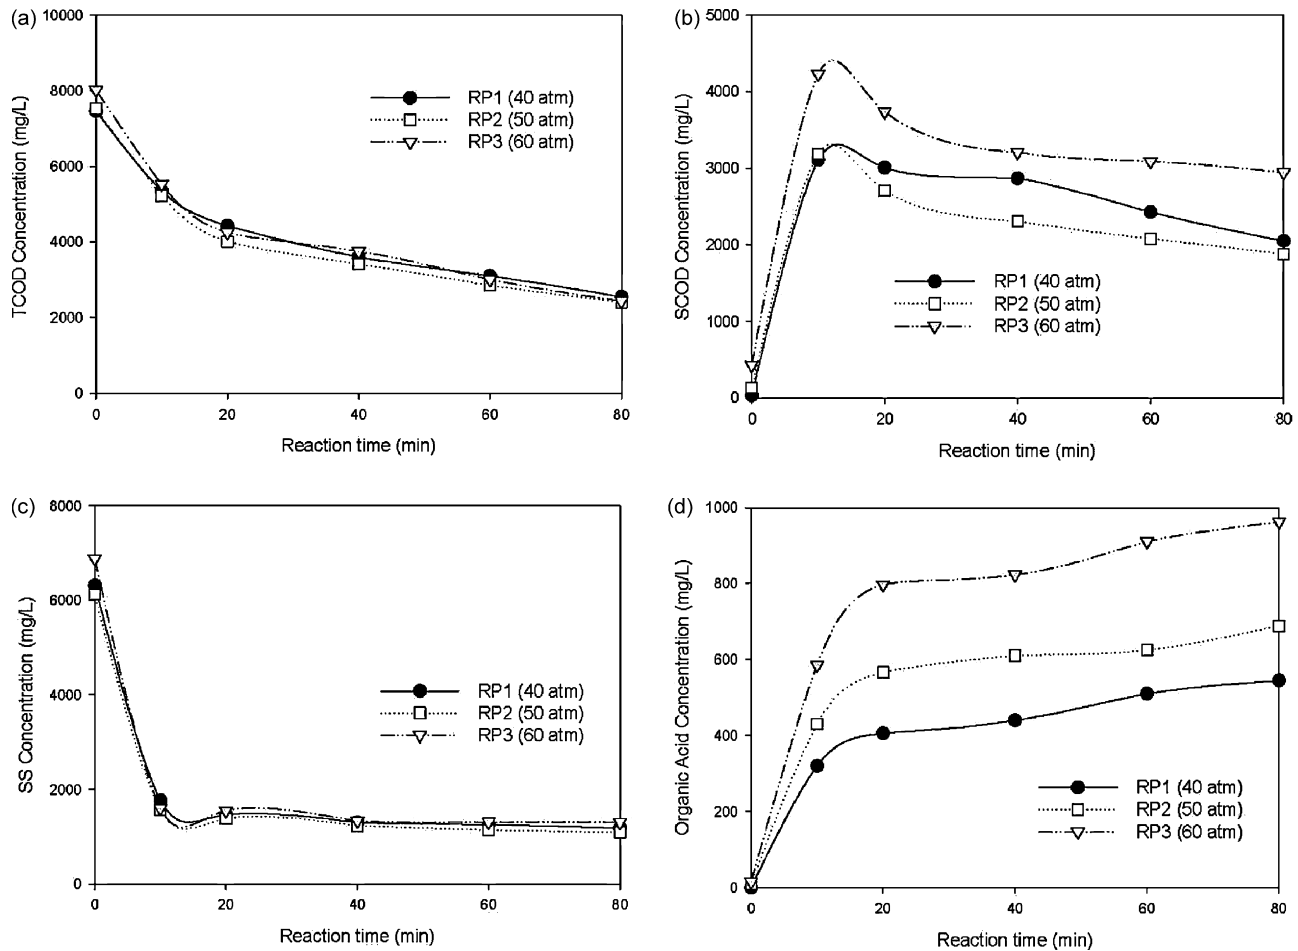 (a)
10000
8000
6000
4000
2000
0
TCOD Concentration (mg/L)
RP1 (40 atm)
RP2 (50 atm)
RP3 (60 atm)
0 20 40 60 80
Reaction time (min)
(b)
5000
4000
3000
2000
1000
0
SCOD Concentration (mg/L)
RP1 (40 atm)
RP2 (50 atm)
RP3 (60 atm)
0 20 40 60 80
Reaction time (min)
(c)
8000
6000
4000
2000
0
SS Concentration (mg/L)
RP1 (40 atm)
RP2 (50 atm)
RP3 (60 atm)
0 20 40 60 80
Reaction time (min)
(d)
1000
800
600
400
200
0
Organic Acid Concentration (mg/L)
RP1 (40 atm)
RP2 (50 atm)
RP3 (60 atm)
0 20 40 60 80
Reaction time (min)